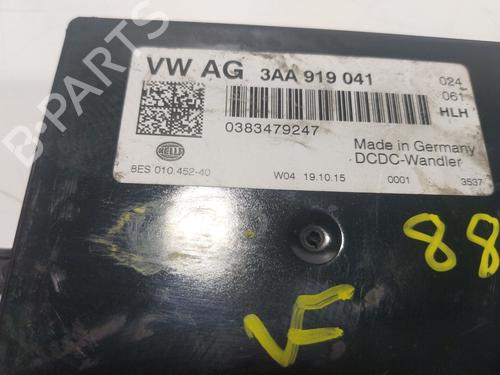 VW AG 3AA 919 041
024
061
HLH
0383479247
Made in Germany
DCDC-Wandler
HELLA
8ES 010.452-40
W04 19.10.15 0001 3537
88
VF
B-PARTS